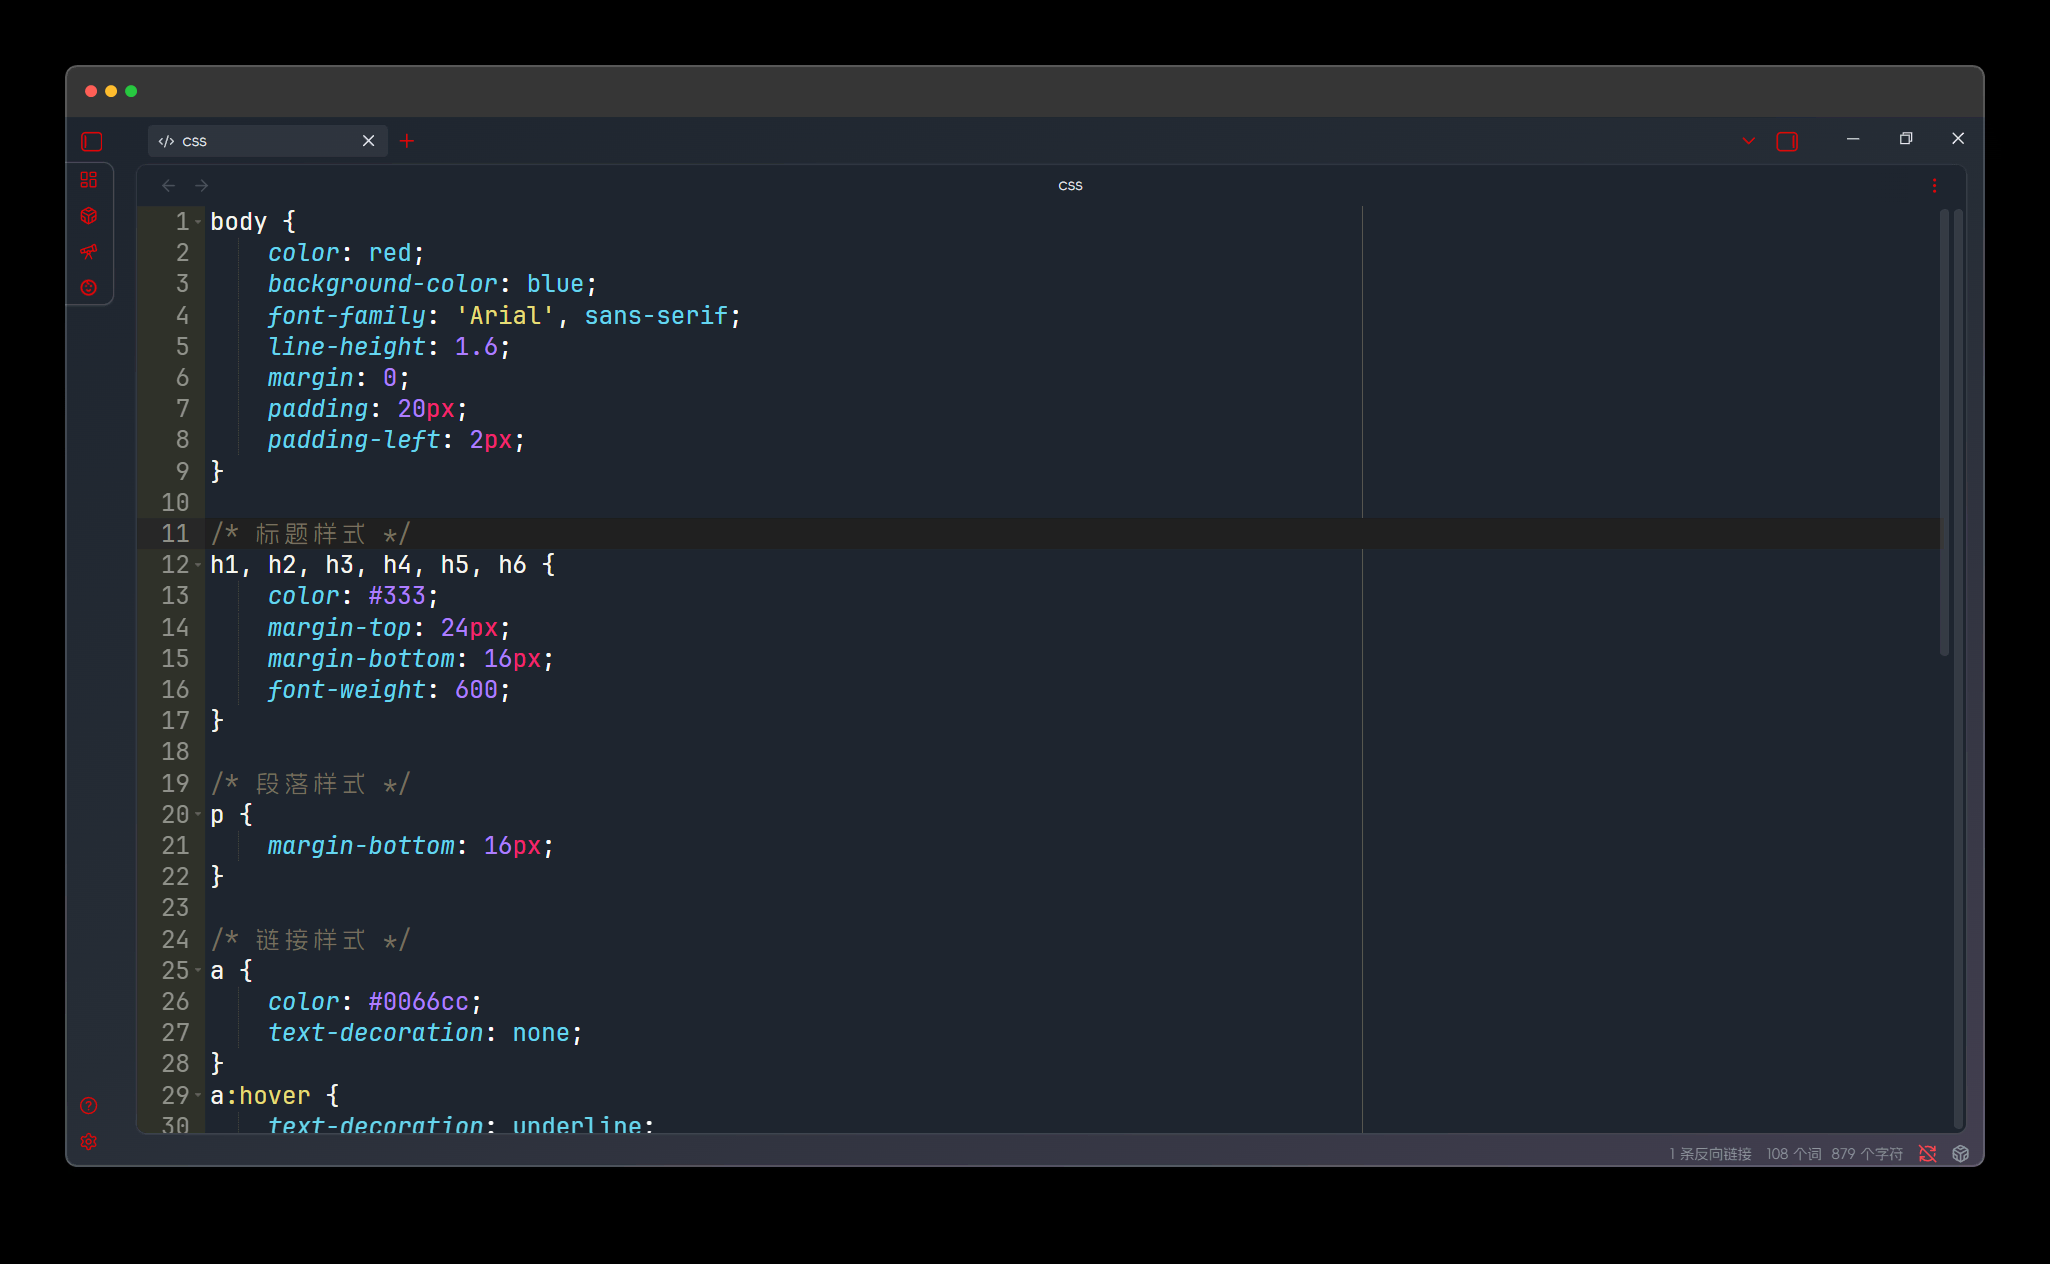 css
css
1 body {
2     color: red;
3     background-color: blue;
4     font-family: 'Arial', sans-serif;
5     line-height: 1.6;
6     margin: 0;
7     padding: 20px;
8     padding-left: 2px;
9 }
10
11 /* 标题样式 */
12 h1, h2, h3, h4, h5, h6 {
13     color: #333;
14     margin-top: 24px;
15     margin-bottom: 16px;
16     font-weight: 600;
17 }
18
19 /* 段落样式 */
20 p {
21     margin-bottom: 16px;
22 }
23
24 /* 链接样式 */
25 a {
26     color: #0066cc;
27     text-decoration: none;
28 }
29 a:hover {
30     text-decoration: underline;
1 条反向链接 108 个词 879 个字符